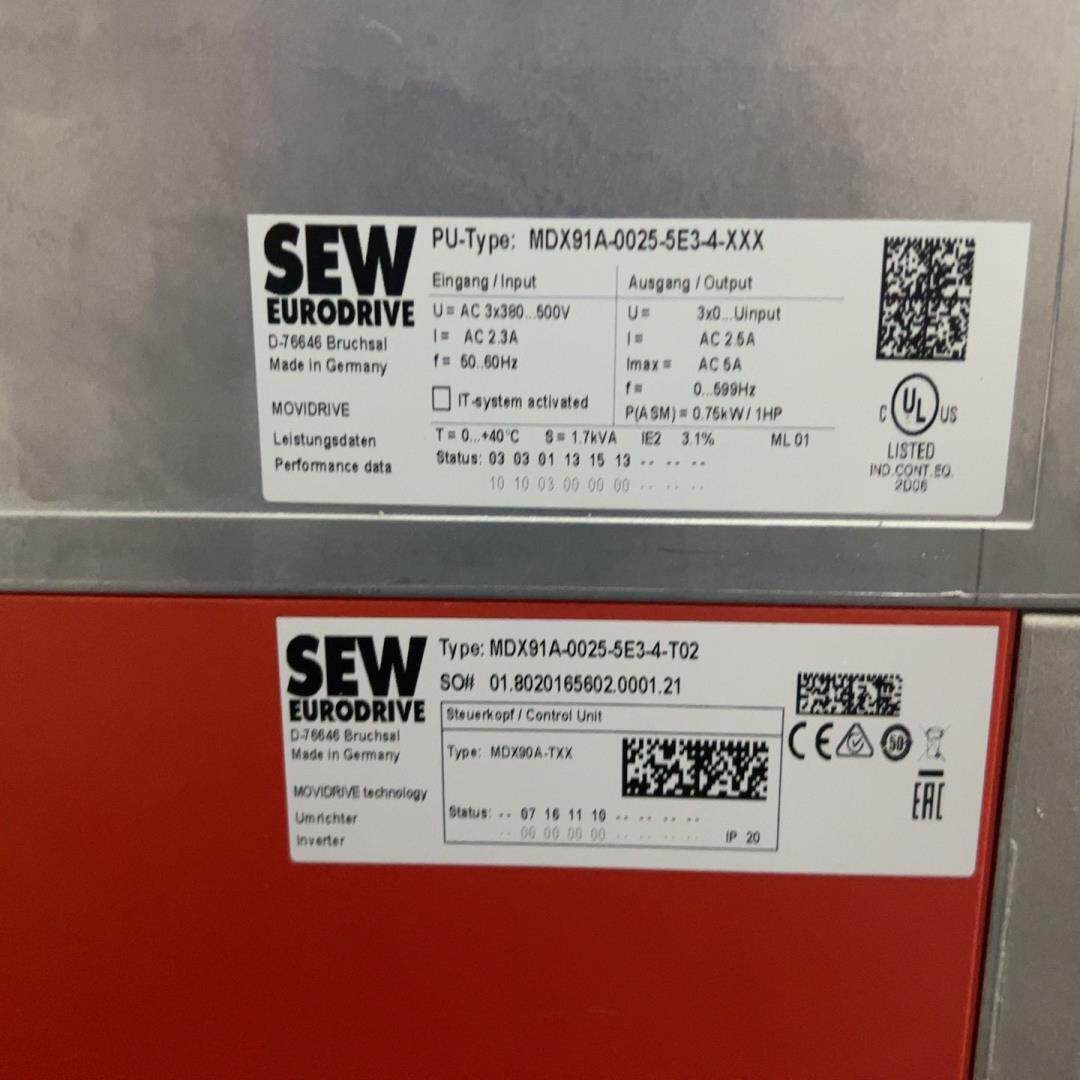 SEW
EURODRIVE
D-76646 Bruchsal
Made in Germany
MOVIDRIVE
Leistungsdaten
Performance data
PU-Type: MDX91A-0025-5E3-4-XXX
Eingang / Input
U= AC 3x380...500V
I= AC 2.3A
f= 50..60Hz
IT-system activated
Ausgang / Output
U= 3x0...Uinput
I= AC 2.5A
Imax= AC 5A
f= 0...599Hz
P(ASM)= 0.75kW / 1HP
T= 0...+40°C S= 1.7kVA IE2 3.1% ML 01
Status: 03 03 01 13 15 13 -- -- --
10 10 03 00 00 00 -- -- --
C UL US
LISTED
IND.CONT.EQ.
2D06
SEW
EURODRIVE
D-76646 Bruchsal
Made in Germany
MOVIDRIVE technology
Umrichter
Inverter
Type: MDX91A-0025-5E3-4-T02
SO# 01.8020165602.0001.21
Steuerkopf / Control Unit
Type: MDX90A-TXX
Status: -- 07 16 11 10 -- -- -- --
-- 00 00 00 00 -- -- -- --
IP 20
CE
50
EAC